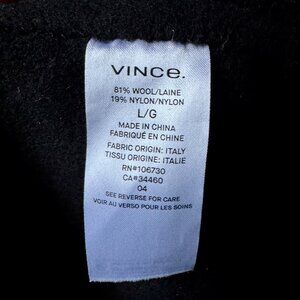 VINCE.
81% WOOL/LAINE
19% NYLON/NYLON
L/G
MADE IN CHINA
FABRIQUÉ EN CHINE
FABRIC ORIGIN: ITALY
TISSU ORIGINE: ITALIE
RN#106730
CA#34460
04
SEE REVERSE FOR CARE
VOIR AU VERSO POUR LES SOINS